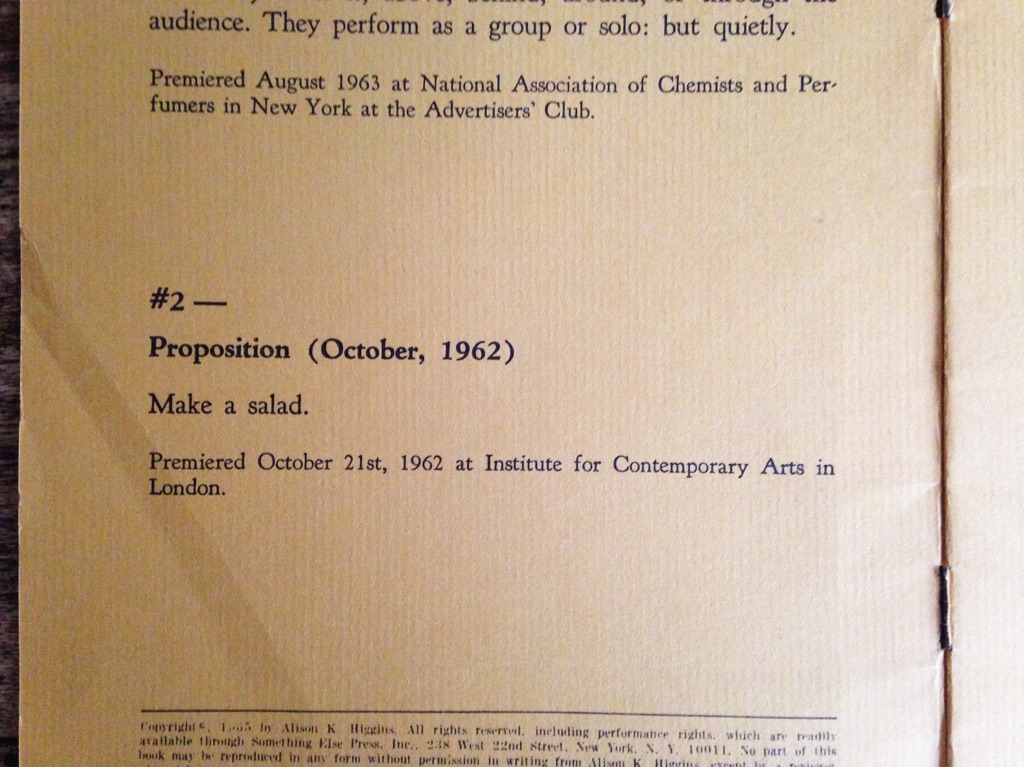 audience. They perform as a group or solo: but quietly.
Premiered August 1963 at National Association of Chemists and Per-
fumers in New York at the Advertisers' Club.
#2 —
Proposition (October, 1962)
Make a salad.
Premiered October 21st, 1962 at Institute for Contemporary Arts in
London.
Copyright ©, by Alison K. Higgins. All rights reserved, including performance rights, which are readily
available through Something Else Press, Inc., 238 West 22nd Street, New York, N. Y. 10011. No part of this
book may be reproduced in any form without permission in writing from Alison K. Higgins, except by a reviewer